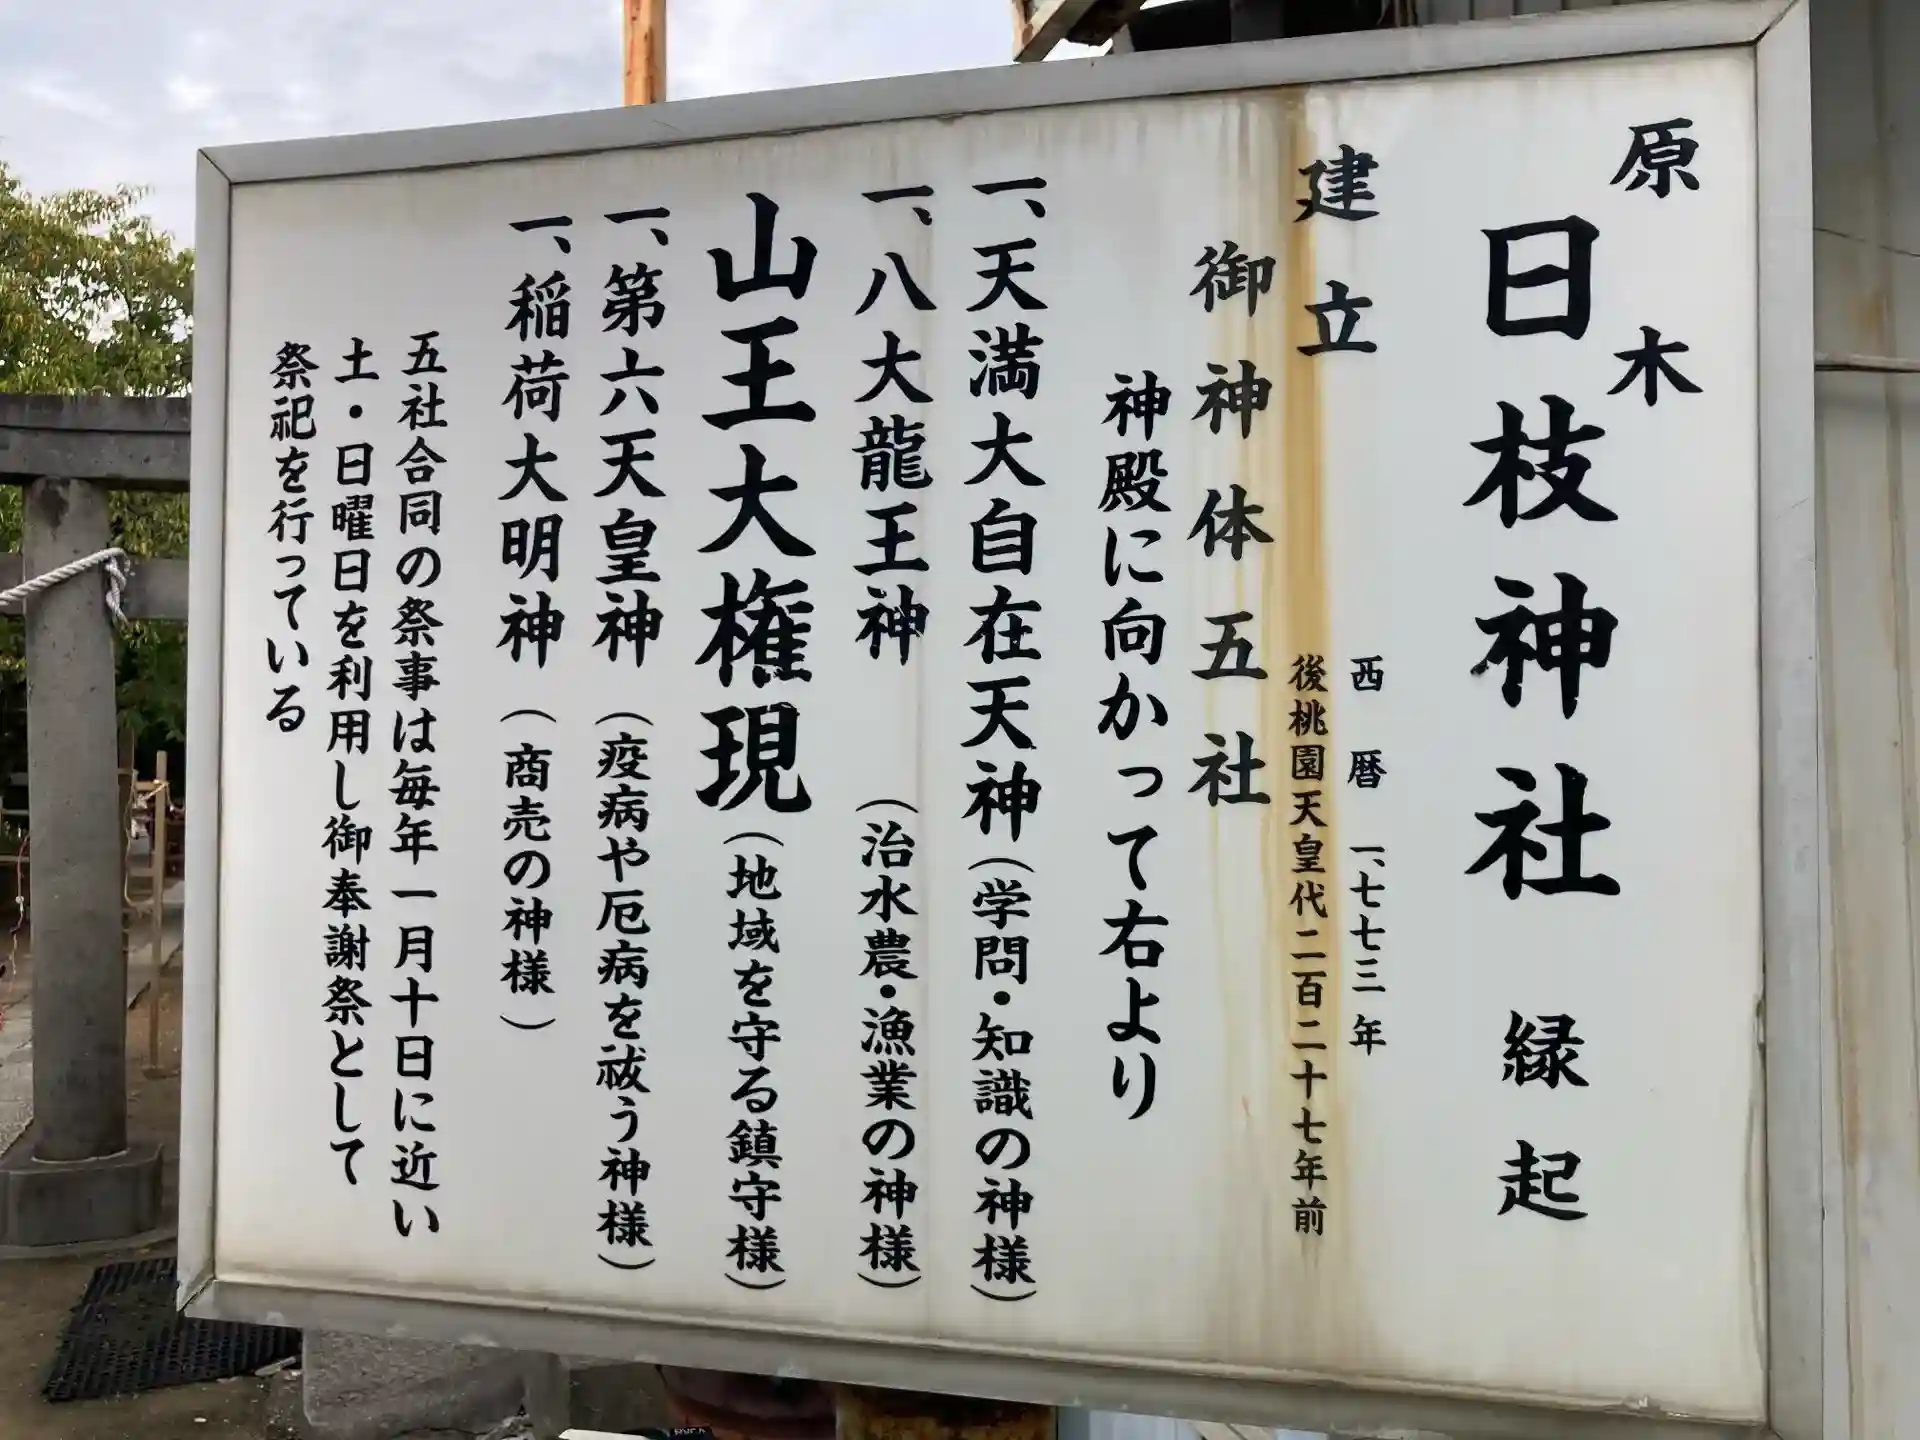 原木
日枝神社 縁起
建立
西暦 一、七七三年
後桃園天皇代二百二十七年前
御神体五社
神殿に向かって右より
一、天満大自在天神(学問・知識の神様)
一、八大龍王神 (治水農・漁業の神様)
山王大権現(地域を守る鎮守様)
一、第六天皇神(疫病や厄病を祓う神様)
一、稲荷大明神(商売の神様)
五社合同の祭事は毎年一月十日に近い
土・日曜日を利用し御奉謝祭として
祭祀を行っている